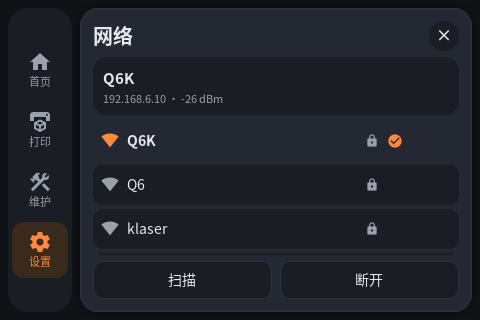 网络
Q6K
192.168.6.10 • -26 dBm
Q6K
Q6
klaser
扫描
断开
首页
打印
维护
设置